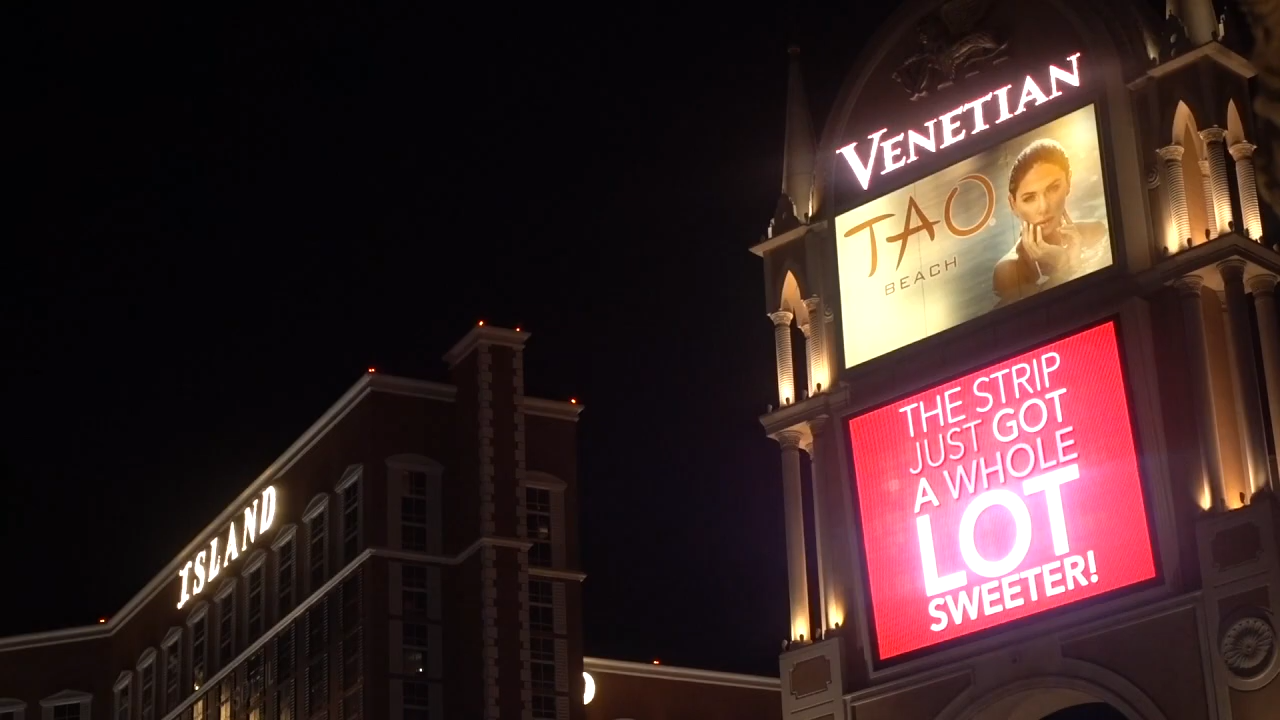 VENETIAN
TAO
BEACH
THE STRIP
JUST GOT
A WHOLE
LOT
SWEETER!
ISLAND